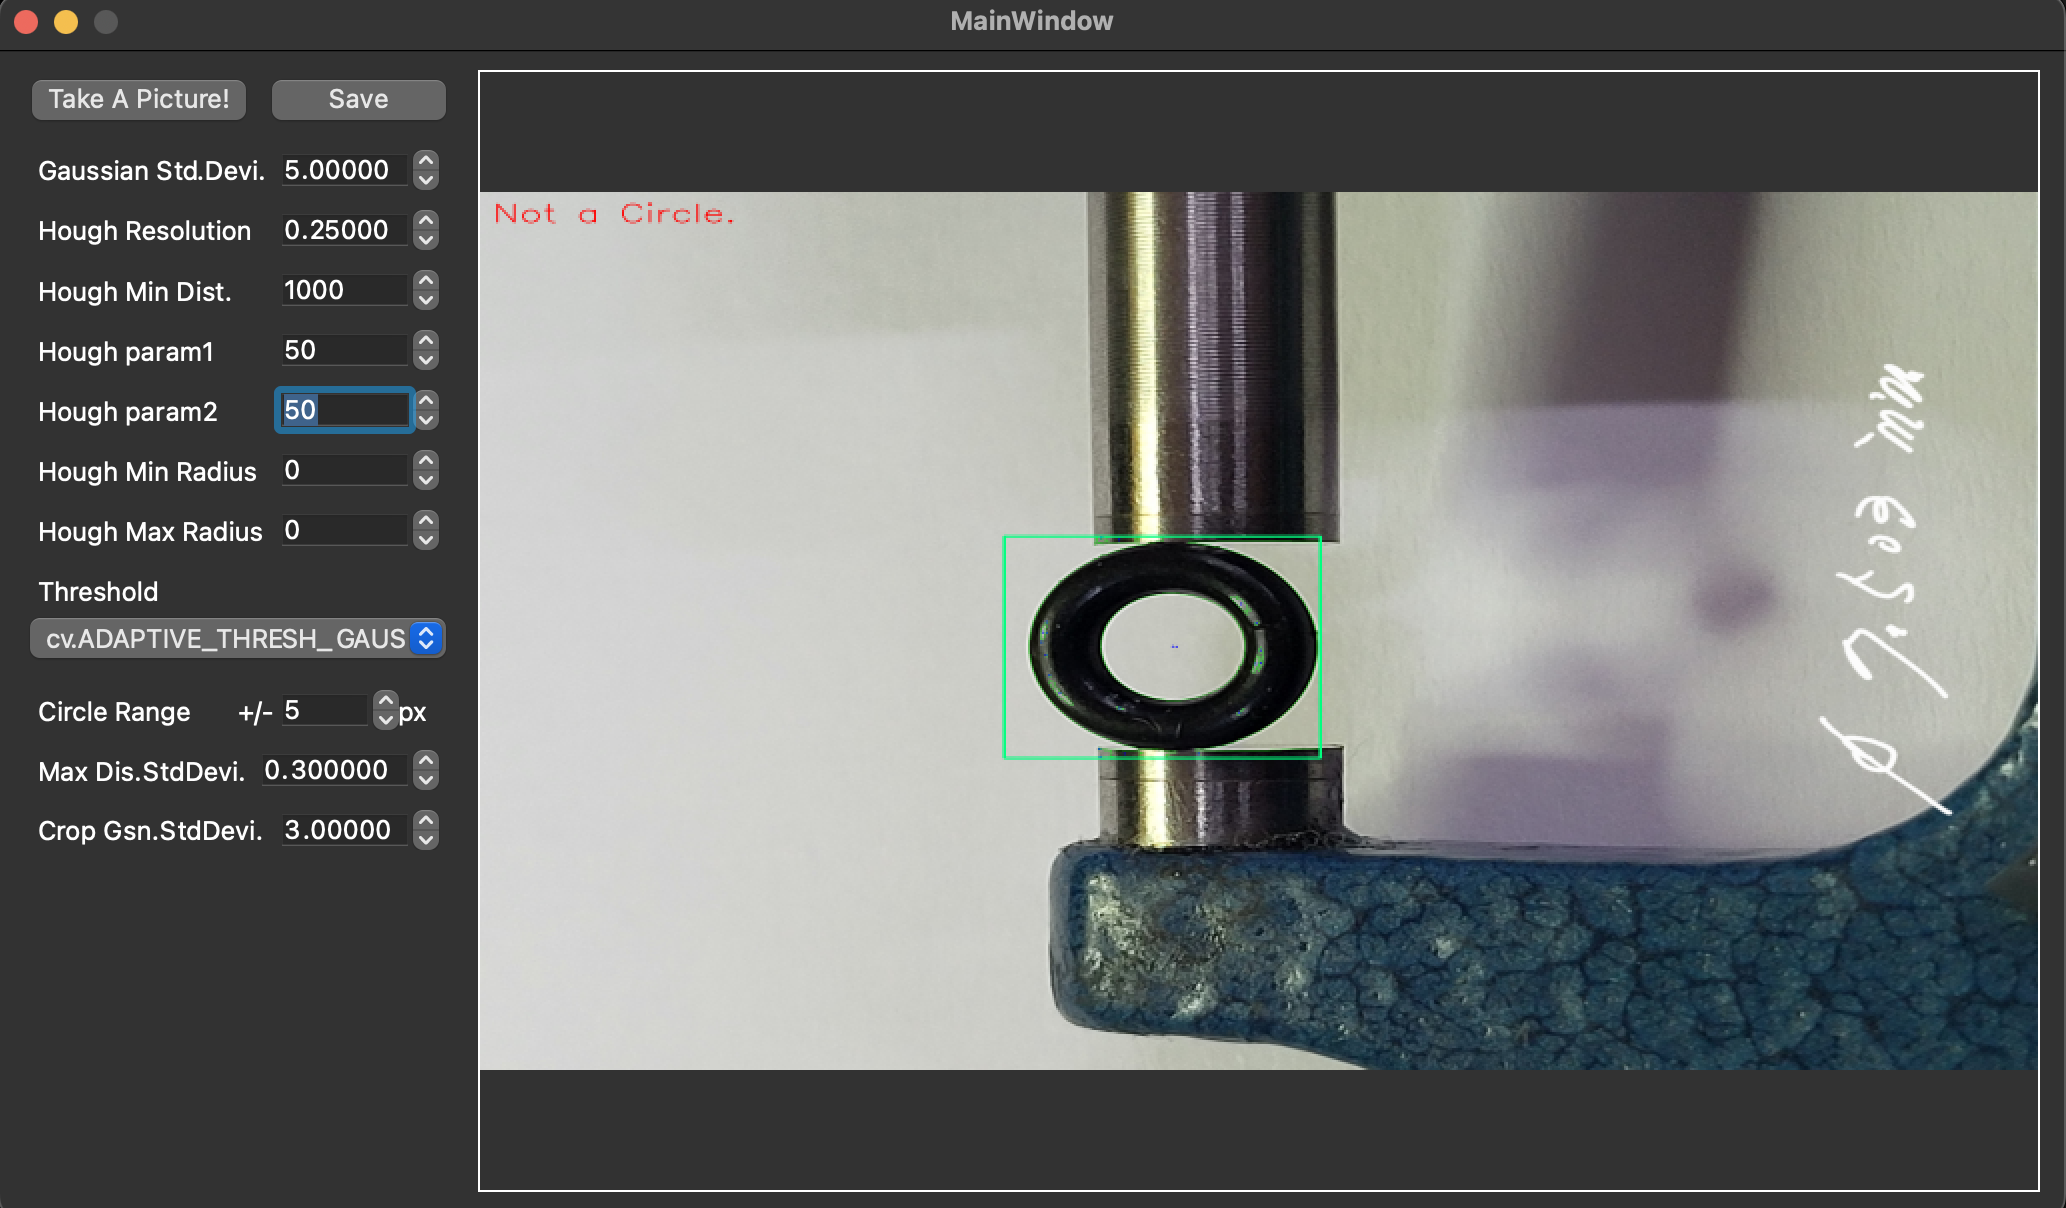 MainWindow
Take A Picture!
Save
Gaussian Std.Devi.
5.00000
Hough Resolution
0.25000
Hough Min Dist.
1000
Hough param1
50
Hough param2
50
Hough Min Radius
0
Hough Max Radius
0
Threshold
cv.ADAPTIVE_THRESH_GAUS
Circle Range +/- 5 px
Max Dis.StdDevi.
0.300000
Crop Gsn.StdDevi.
3.00000
Not a Circle.